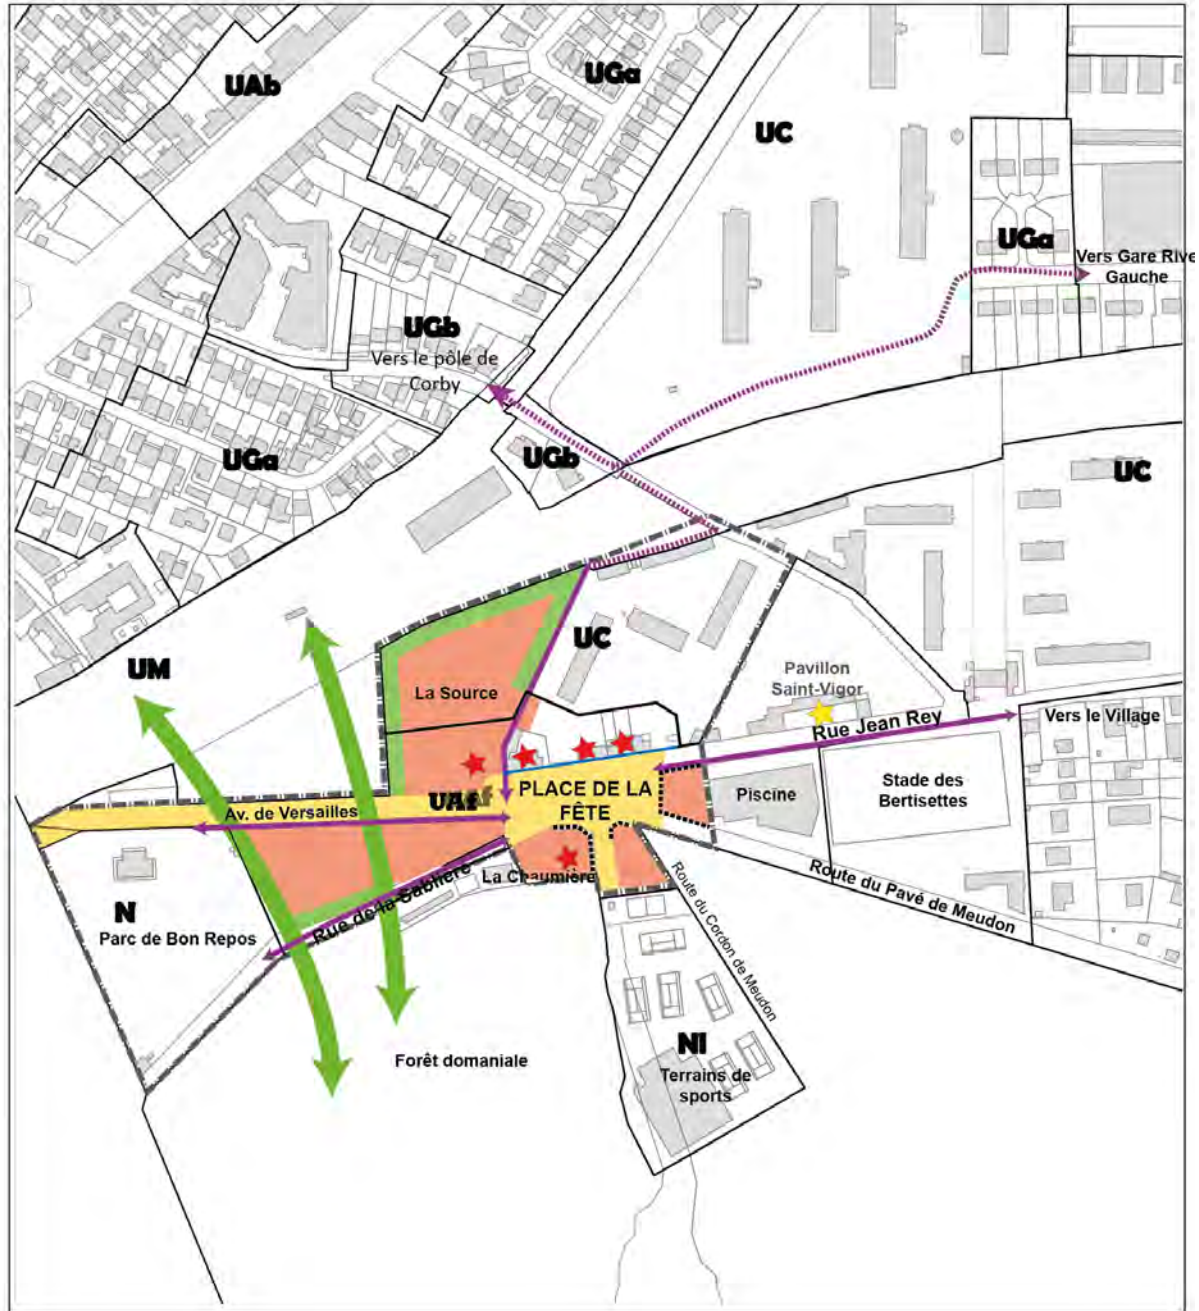 UAb
UGa
UC
UGa
Vers Gare Rive
Gauche
UGb
Vers le pôle de
Corby
UGa
UGb
UC
UC
UM
La Source
Pavillon
Saint-Vigor
Rue Jean Rey
Vers le Village
PLACE DE LA
FÊTE
UAf
Af
Av. de Versailles
Piscine
Stade des
Bertisettes
La Chaumière
Rue de la Sablière
Route du Pavé de Meudon
Route du Cordon de Meudon
N
Parc de Bon Repos
Forêt domaniale
Nl
Terrains de
sports